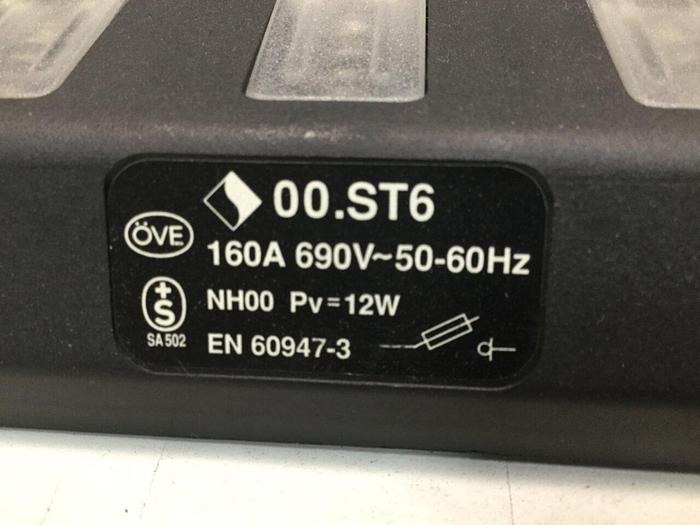 00.ST6
ÖVE
160A 690V~50-60Hz
+S
NH00 Pv=12W
SA 502
EN 60947-3